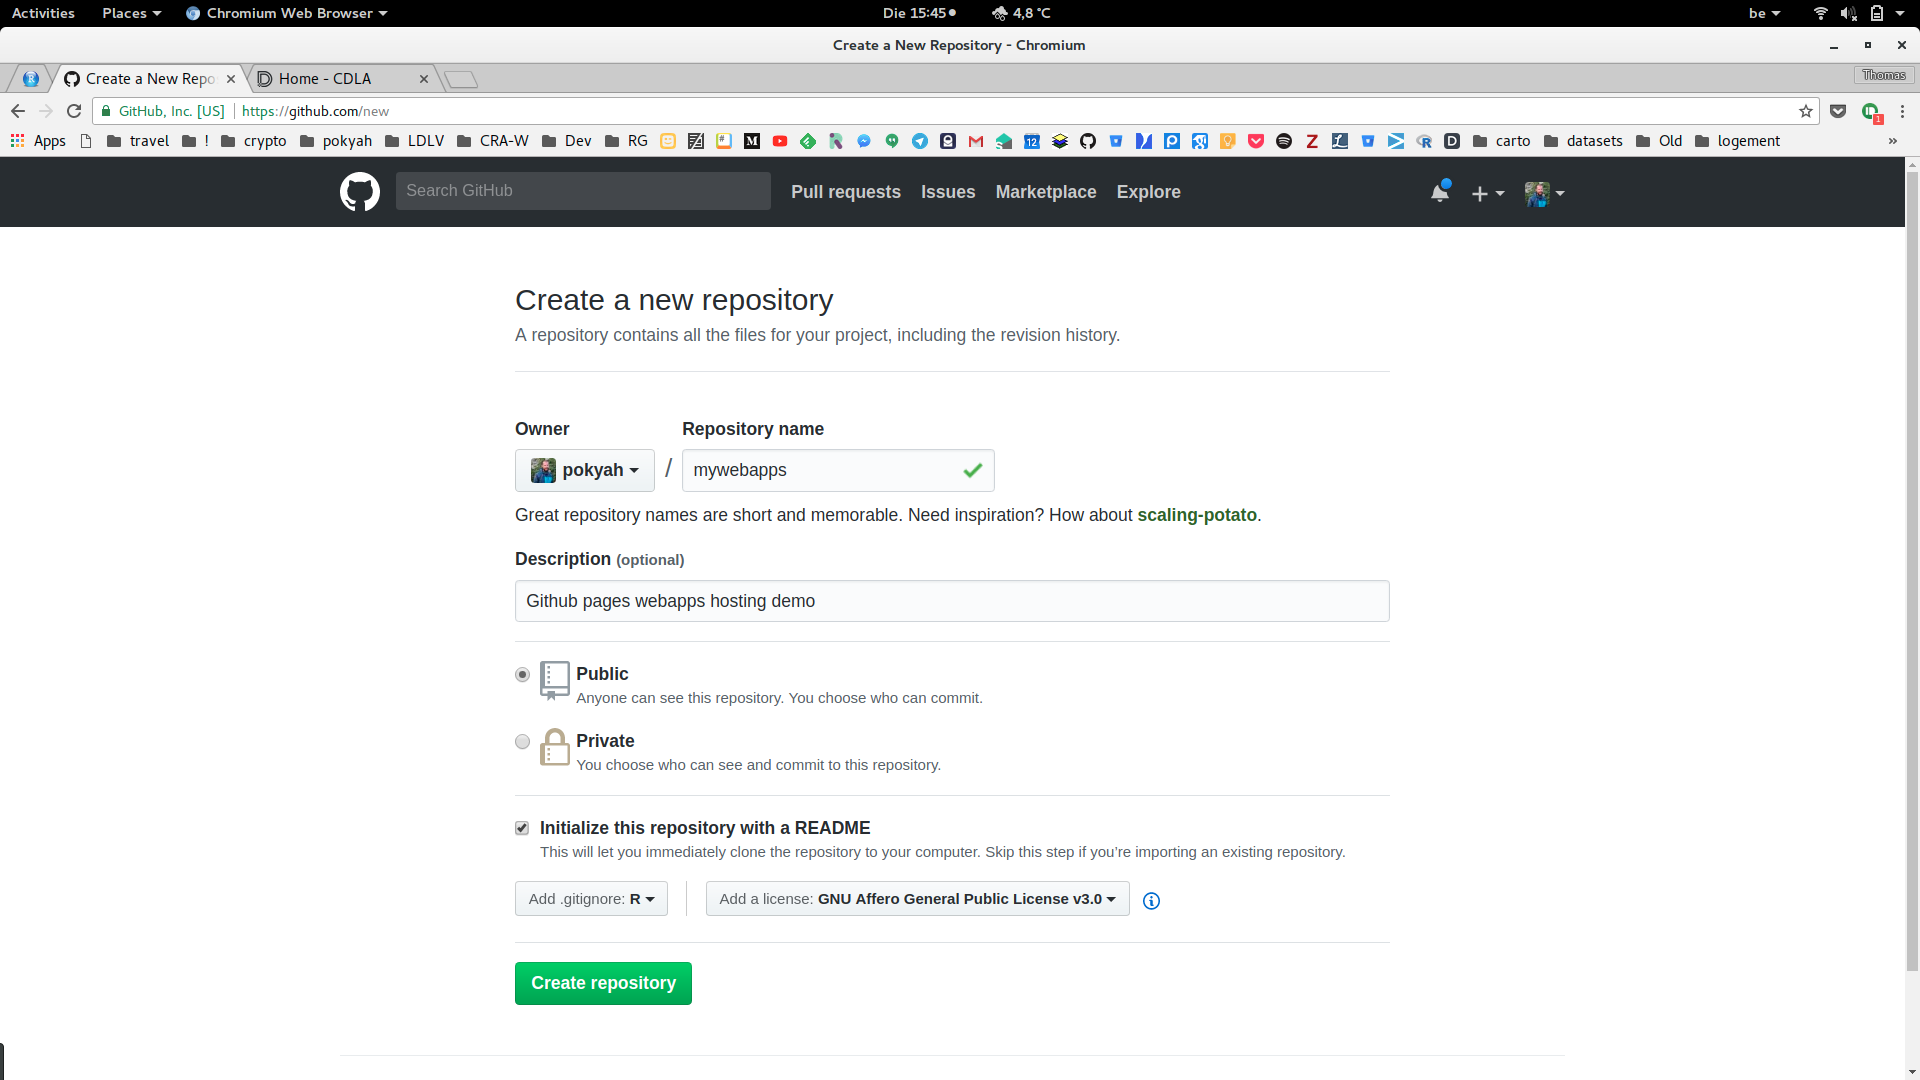 Activities Places Chromium Web Browser Die 15:45 4,8 °C be
Create a New Repository - Chromium
Create a New Repo Home - CDLA Thomas
GitHub, Inc. [US] https://github.com/new
Apps travel ! crypto pokyah LDLV CRA-W Dev RG carto datasets Old logement »
Search GitHub Pull requests Issues Marketplace Explore
Create a new repository
A repository contains all the files for your project, including the revision history.
Owner Repository name
pokyah / mywebapps
Great repository names are short and memorable. Need inspiration? How about scaling-potato.
Description (optional)
Github pages webapps hosting demo
Public
Anyone can see this repository. You choose who can commit.
Private
You choose who can see and commit to this repository.
Initialize this repository with a README
This will let you immediately clone the repository to your computer. Skip this step if you’re importing an existing repository.
Add .gitignore: R Add a license: GNU Affero General Public License v3.0
Create repository